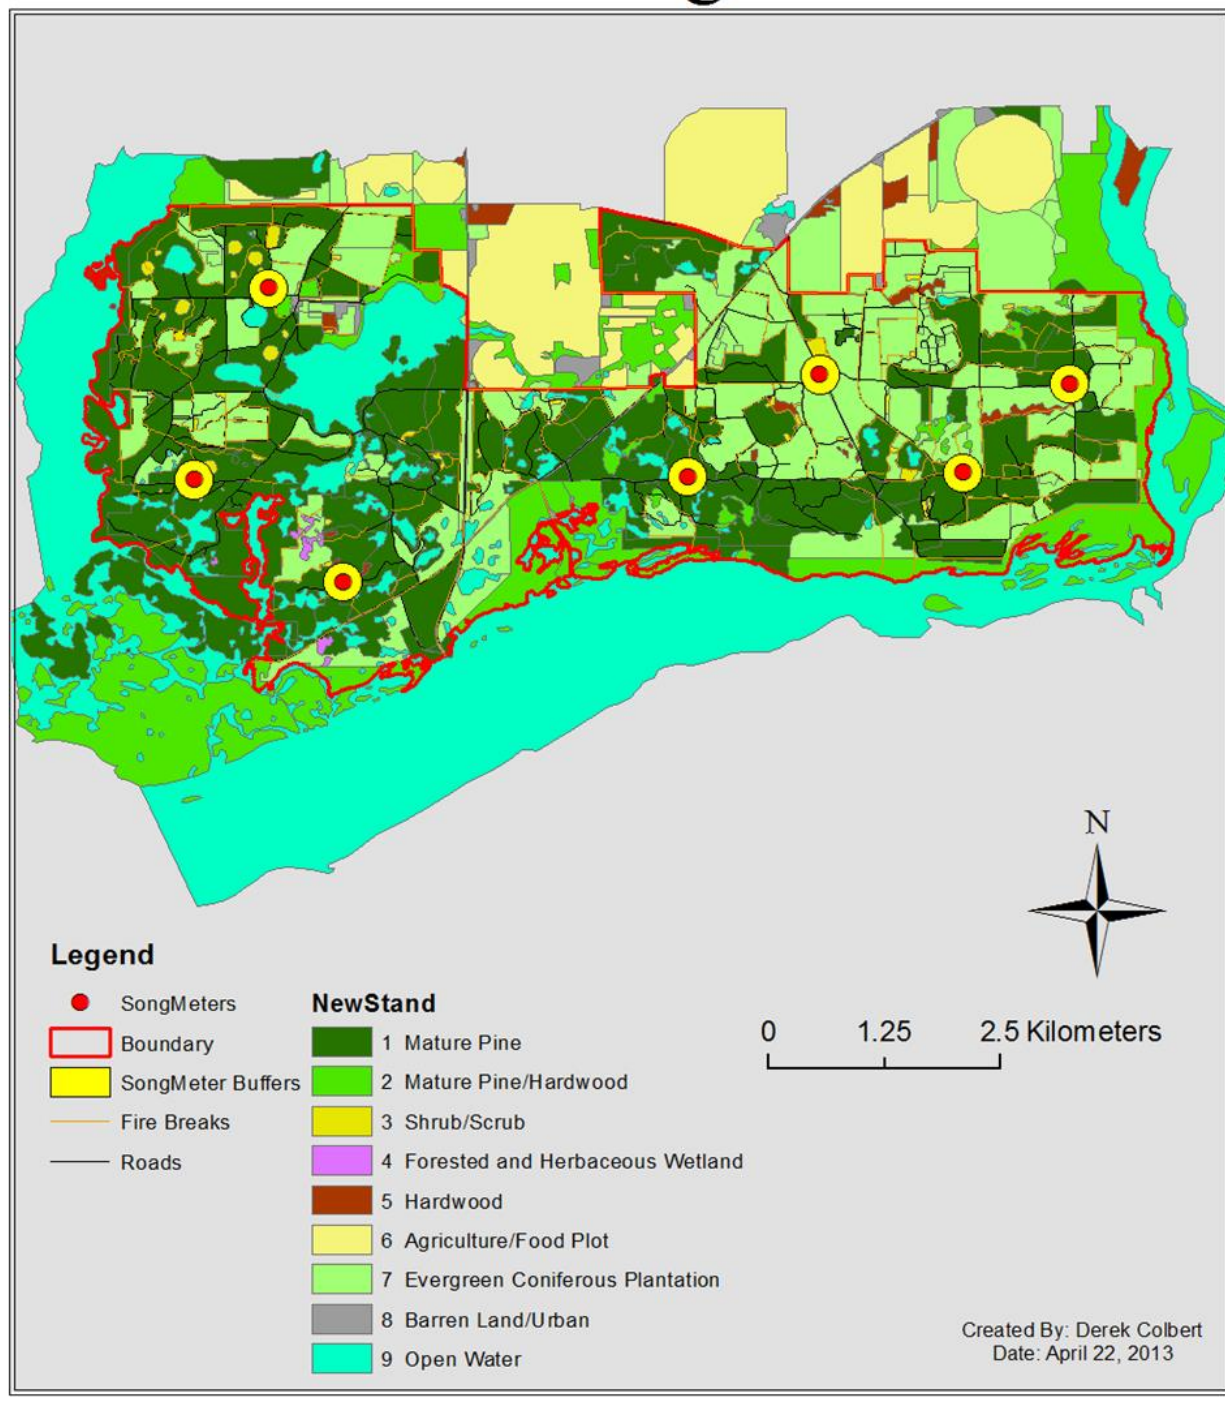 N
Legend
SongMeters
Boundary
SongMeter Buffers
Fire Breaks
Roads
NewStand
1 Mature Pine
2 Mature Pine/Hardwood
3 Shrub/Scrub
4 Forested and Herbaceous Wetland
5 Hardwood
6 Agriculture/Food Plot
7 Evergreen Coniferous Plantation
8 Barren Land/Urban
9 Open Water
0 1.25 2.5 Kilometers
Created By: Derek Colbert
Date: April 22, 2013